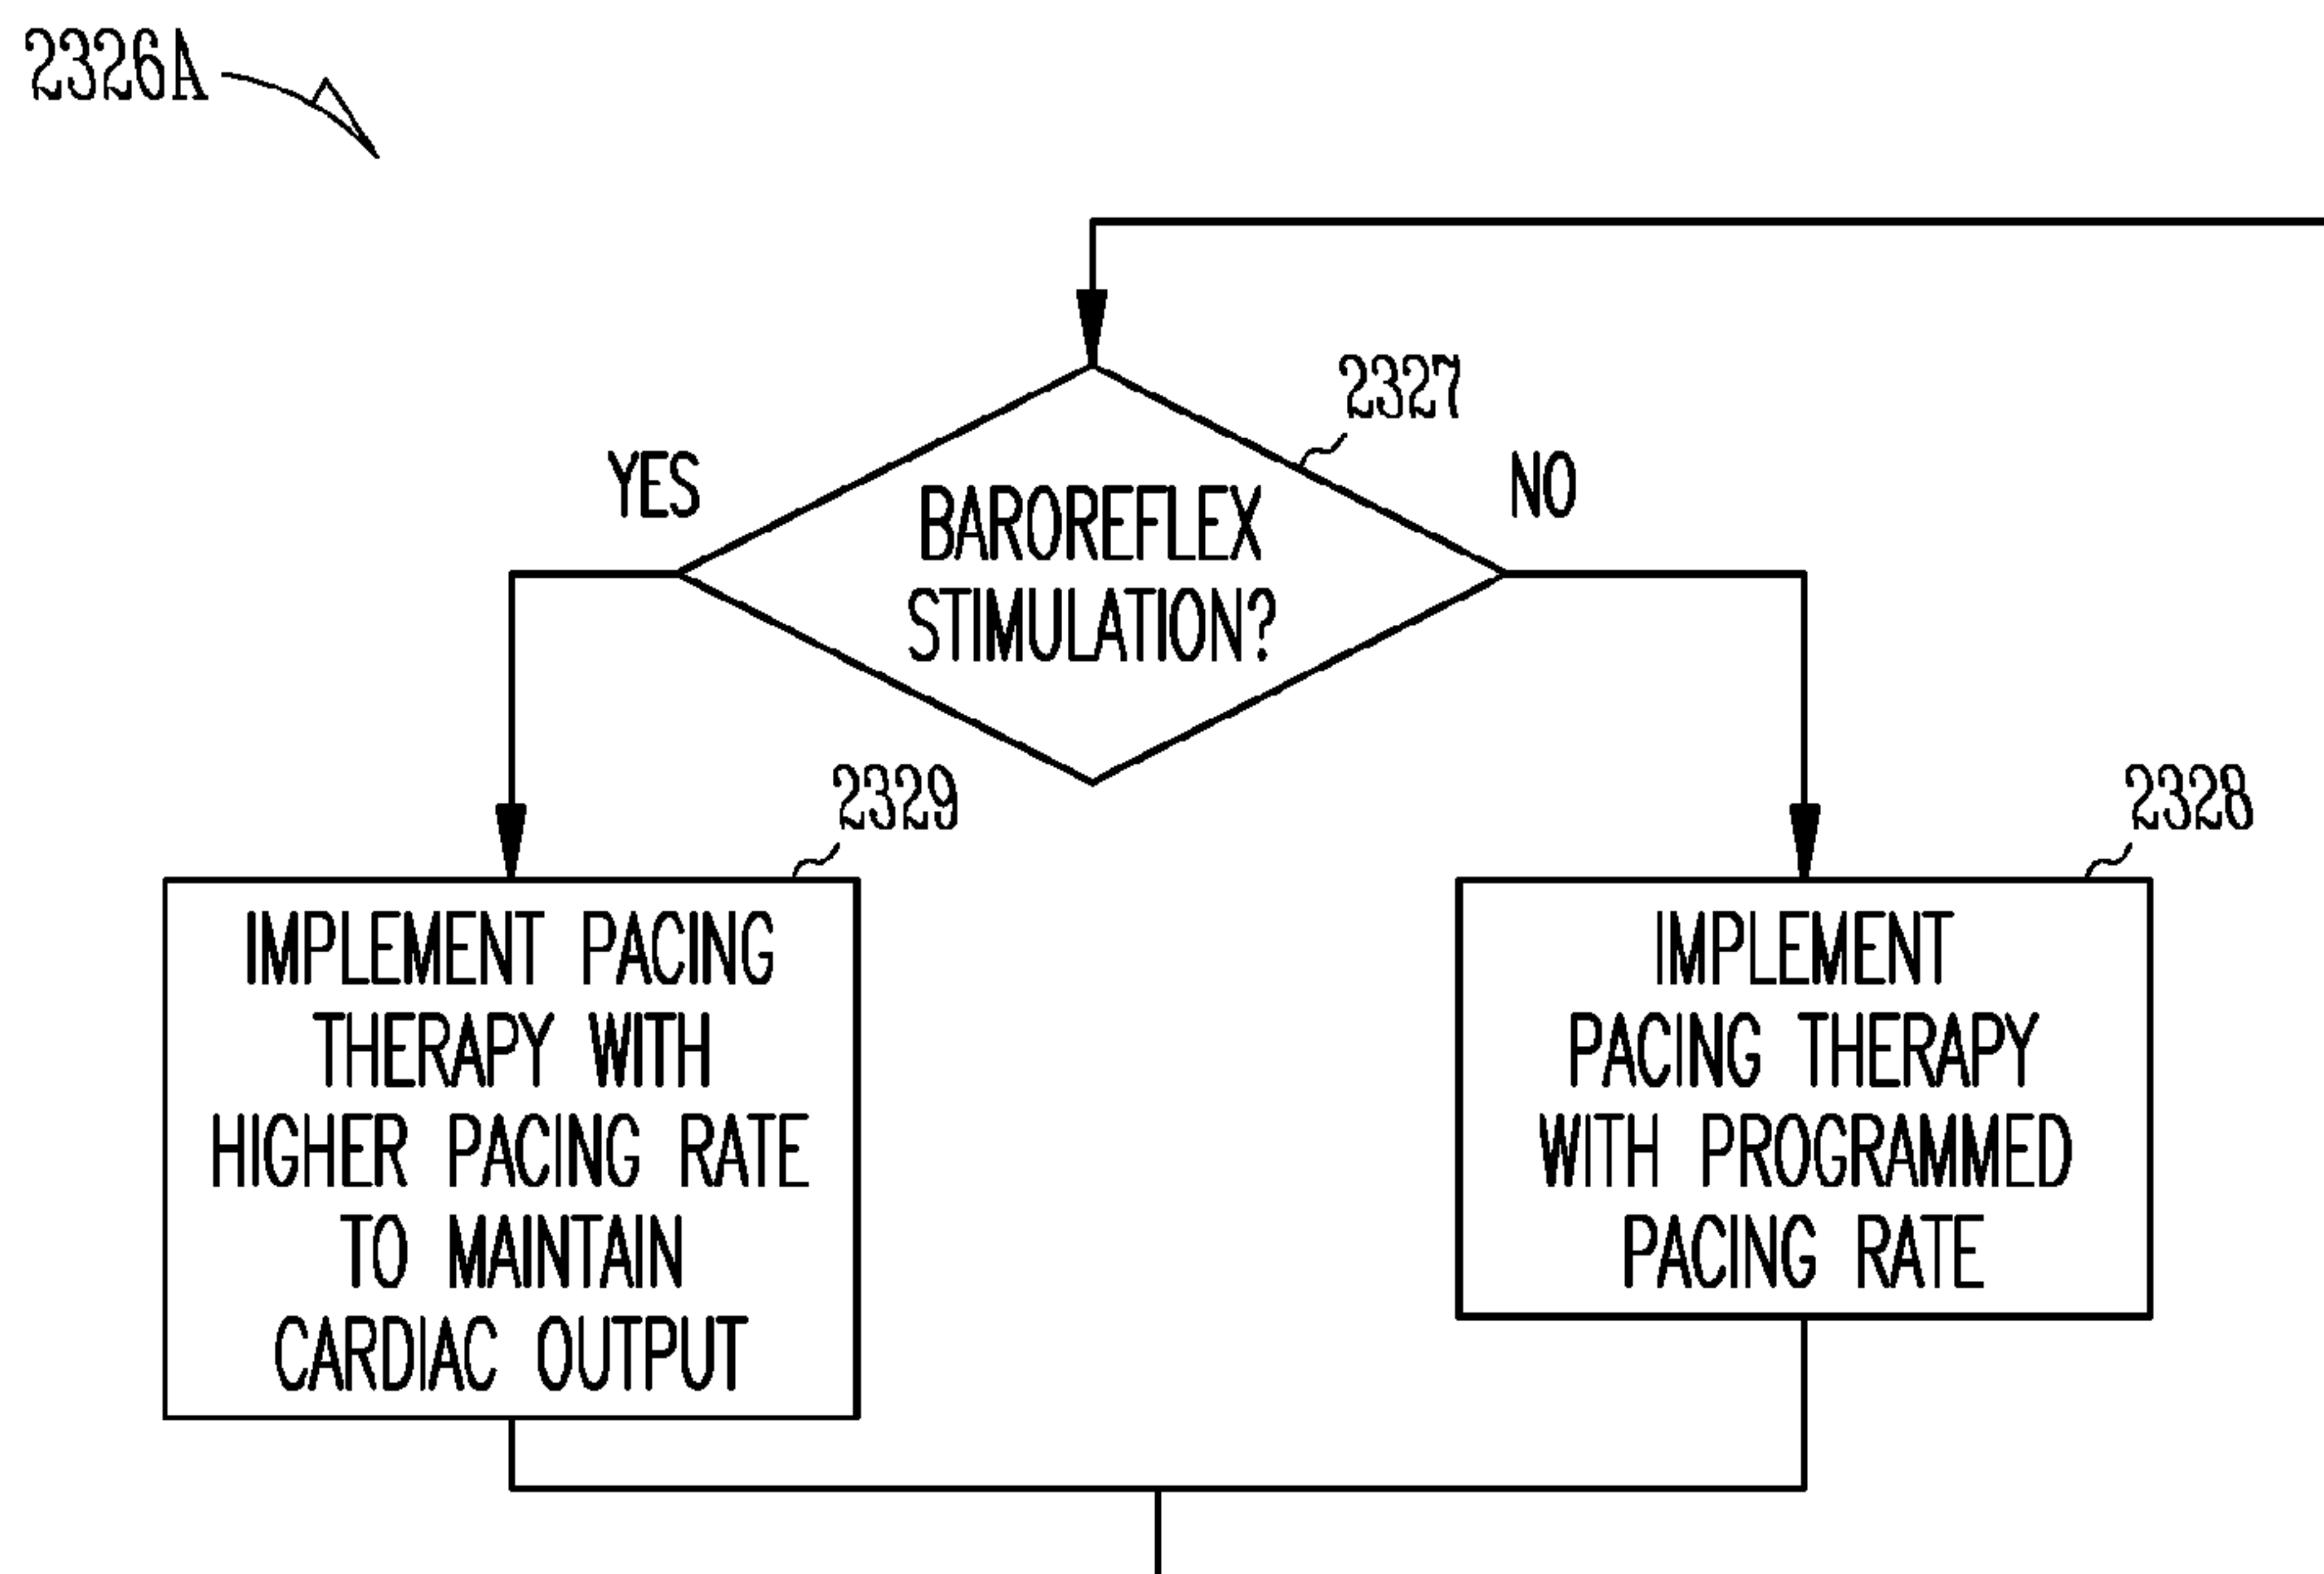 2326A
2327
YES
NO
BAROREFLEX
STIMULATION?
2329
2328
IMPLEMENT PACING
THERAPY WITH
HIGHER PACING RATE
TO MAINTAIN
CARDIAC OUTPUT
IMPLEMENT
PACING THERAPY
WITH PROGRAMMED
PACING RATE